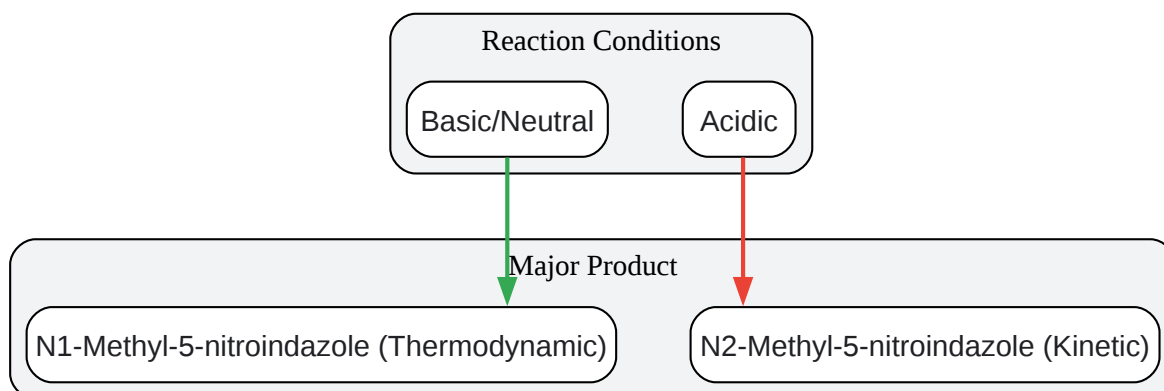 Reaction Conditions
Basic/Neutral
Acidic
Major Product
N1-Methyl-5-nitroindazole (Thermodynamic)
N2-Methyl-5-nitroindazole (Kinetic)